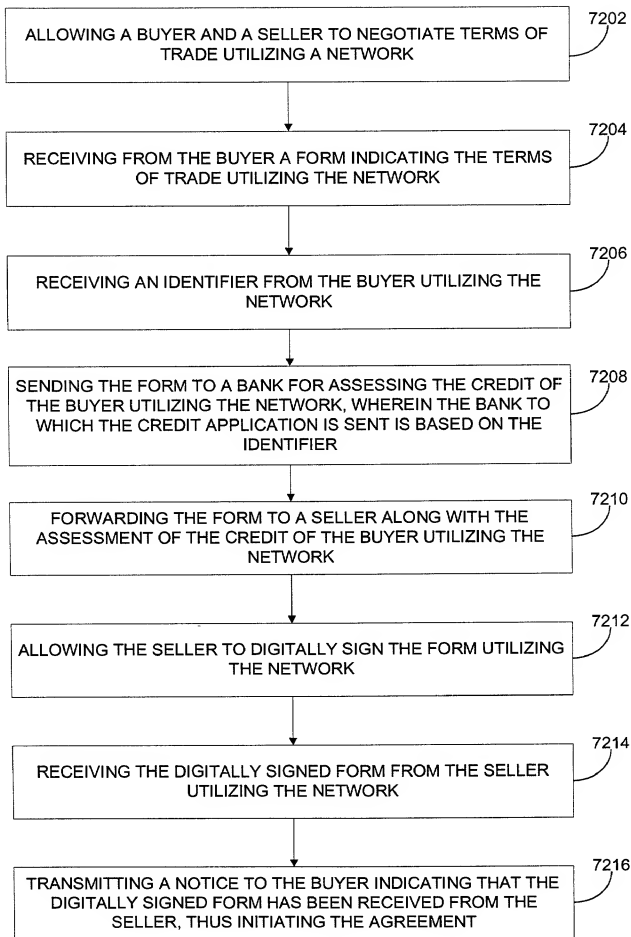 7202
ALLOWING A BUYER AND A SELLER TO NEGOTIATE TERMS OF
TRADE UTILIZING A NETWORK
7204
RECEIVING FROM THE BUYER A FORM INDICATING THE TERMS
OF TRADE UTILIZING THE NETWORK
7206
RECEIVING AN IDENTIFIER FROM THE BUYER UTILIZING THE
NETWORK
7208
SENDING THE FORM TO A BANK FOR ASSESSING THE CREDIT OF
THE BUYER UTILIZING THE NETWORK, WHEREIN THE BANK TO
WHICH THE CREDIT APPLICATION IS SENT IS BASED ON THE
IDENTIFIER
7210
FORWARDING THE FORM TO A SELLER ALONG WITH THE
ASSESSMENT OF THE CREDIT OF THE BUYER UTILIZING THE
NETWORK
7212
ALLOWING THE SELLER TO DIGITALLY SIGN THE FORM UTILIZING
THE NETWORK
7214
RECEIVING THE DIGITALLY SIGNED FORM FROM THE SELLER
UTILIZING THE NETWORK
7216
TRANSMITTING A NOTICE TO THE BUYER INDICATING THAT THE
DIGITALLY SIGNED FORM HAS BEEN RECEIVED FROM THE
SELLER, THUS INITIATING THE AGREEMENT